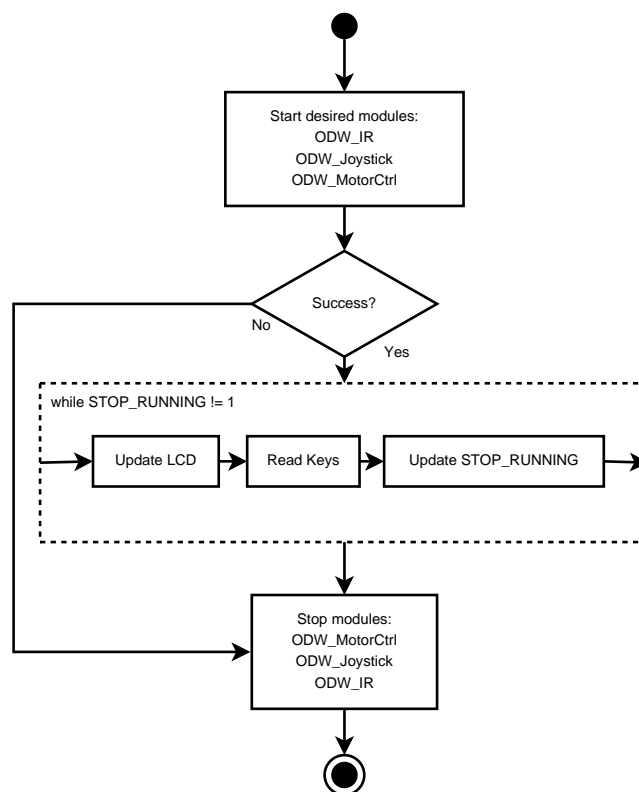 Start desired modules:
ODW_IR
ODW_Joystick
ODW_MotorCtrl
Success?
No
Yes
while STOP_RUNNING != 1
Update LCD
Read Keys
Update STOP_RUNNING
Stop modules:
ODW_MotorCtrl
ODW_Joystick
ODW_IR